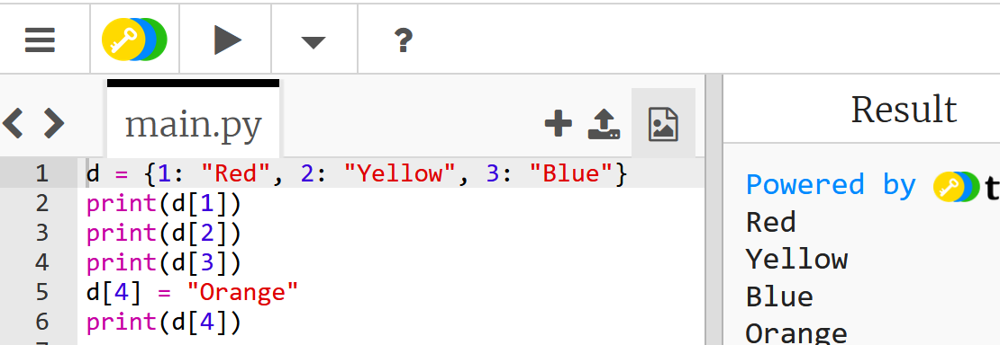 ?
main.py
Result
1 d = {1: "Red", 2: "Yellow", 3: "Blue"}
2 print(d[1])
3 print(d[2])
4 print(d[3])
5 d[4] = "Orange"
6 print(d[4])
Powered by t
Red
Yellow
Blue
Orange